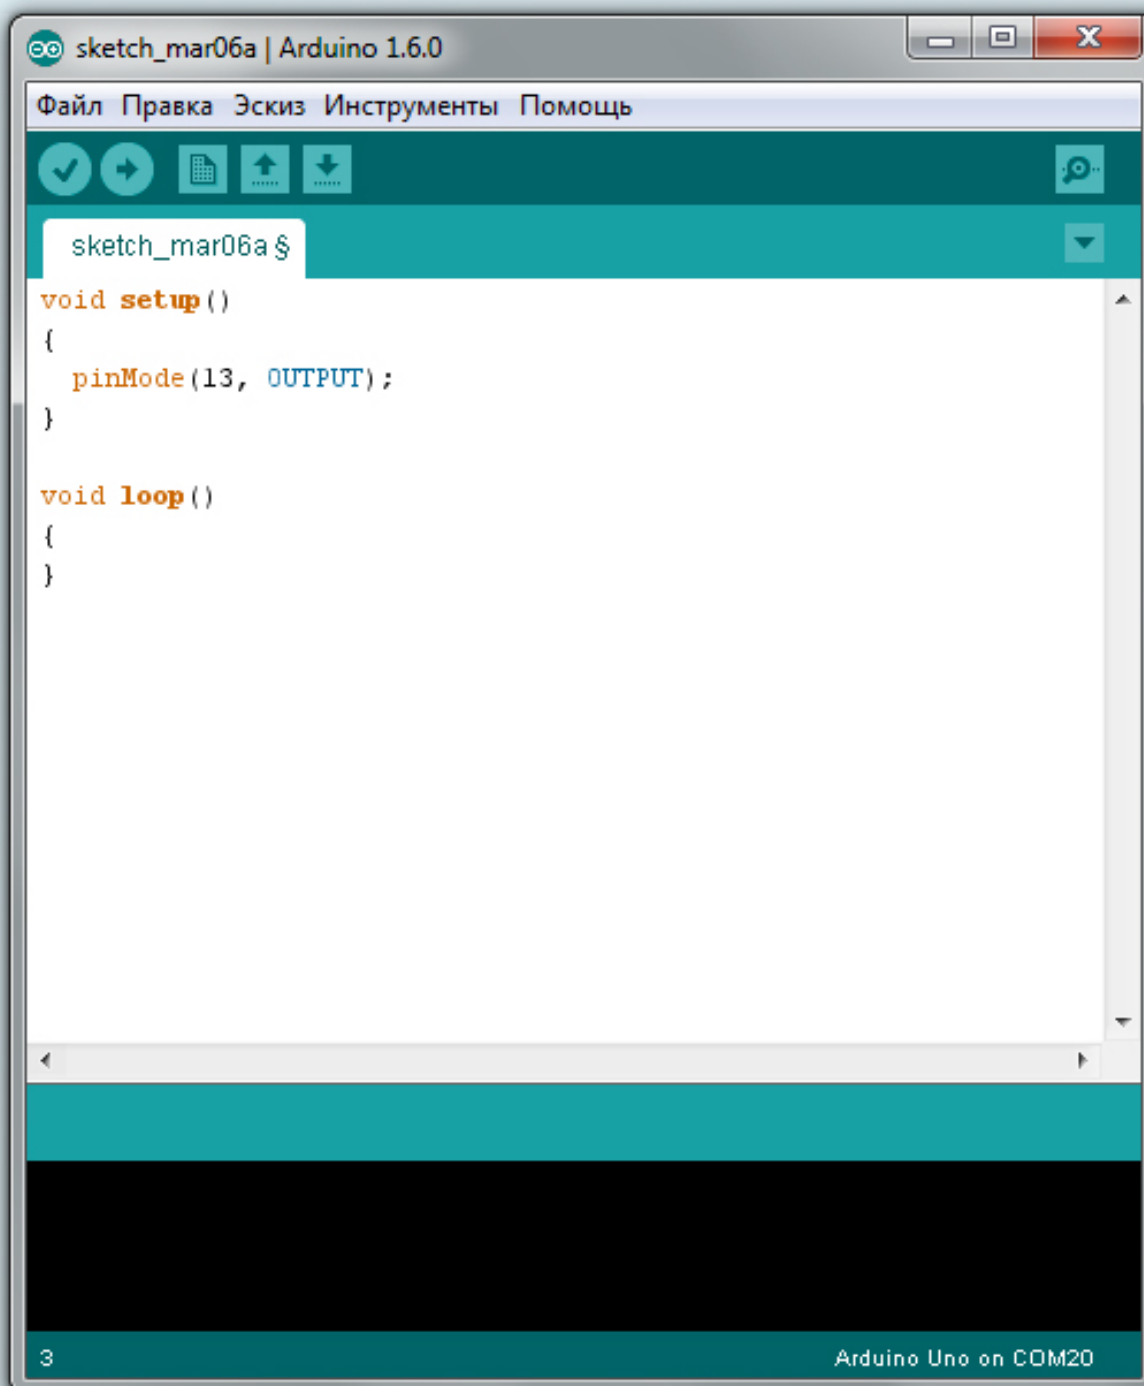 sketch_mar06a | Arduino 1.6.0
Файл Правка Эскиз Инструменты Помощь
sketch_mar06a §
void setup()
{
  pinMode(13, OUTPUT);
}
void loop()
{
}
3 Arduino Uno on COM20